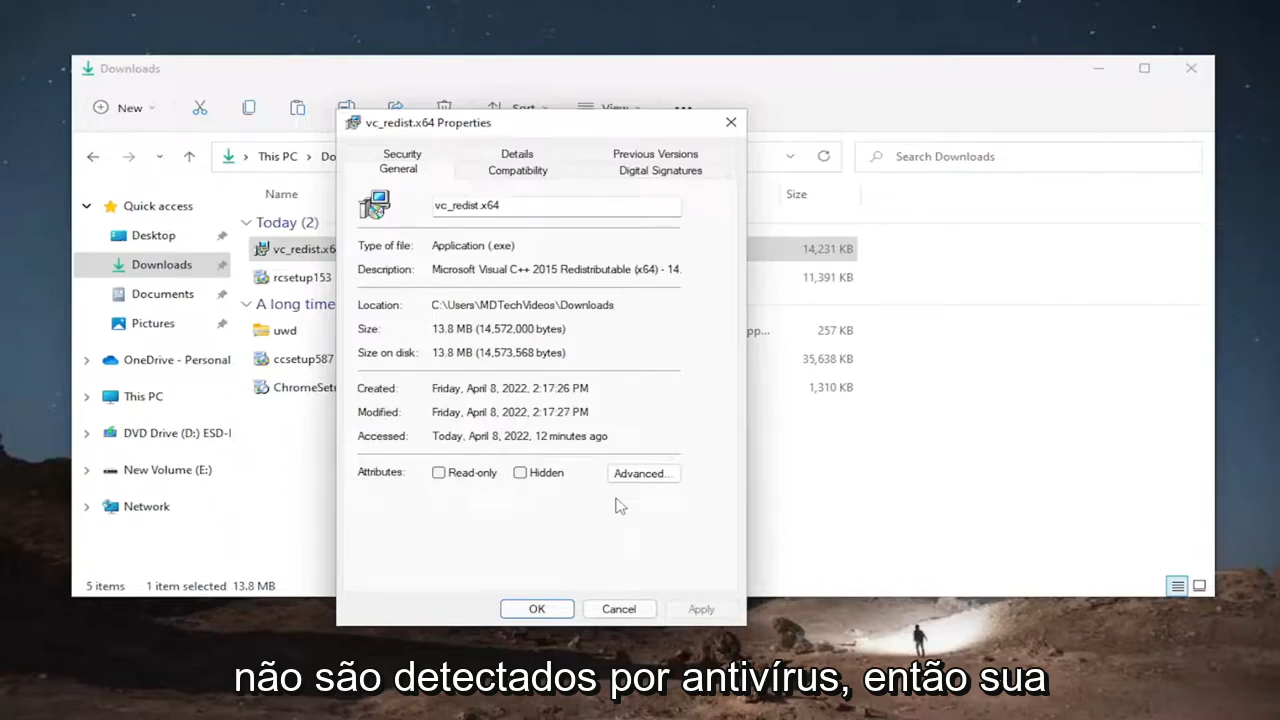 Downloads
New
Sort
View
This PC
Search Downloads
Name
Size
Quick access
Desktop
Downloads
Documents
Pictures
OneDrive - Personal
This PC
DVD Drive (D:) ESD-I
New Volume (E:)
Network
Today (2)
vc_redist.x6
14,231 KB
rcsetup153
11,391 KB
A long time
uwd
pp...
257 KB
ccsetup587
35,638 KB
ChromeSet
1,310 KB
5 items 1 item selected 13.8 MB
vc_redist.x64 Properties
Security Details Previous Versions
General Compatibility Digital Signatures
vc_redist.x64
Type of file: Application (.exe)
Description: Microsoft Visual C++ 2015 Redistributable (x64) - 14.
Location: C:\Users\MDTechVideos\Downloads
Size: 13.8 MB (14,572,000 bytes)
Size on disk: 13.8 MB (14,573,568 bytes)
Created: Friday, April 8, 2022, 2:17:26 PM
Modified: Friday, April 8, 2022, 2:17:27 PM
Accessed: Today, April 8, 2022, 12 minutes ago
Attributes: Read-only Hidden Advanced...
OK Cancel Apply
não são detectados por antivírus, então sua